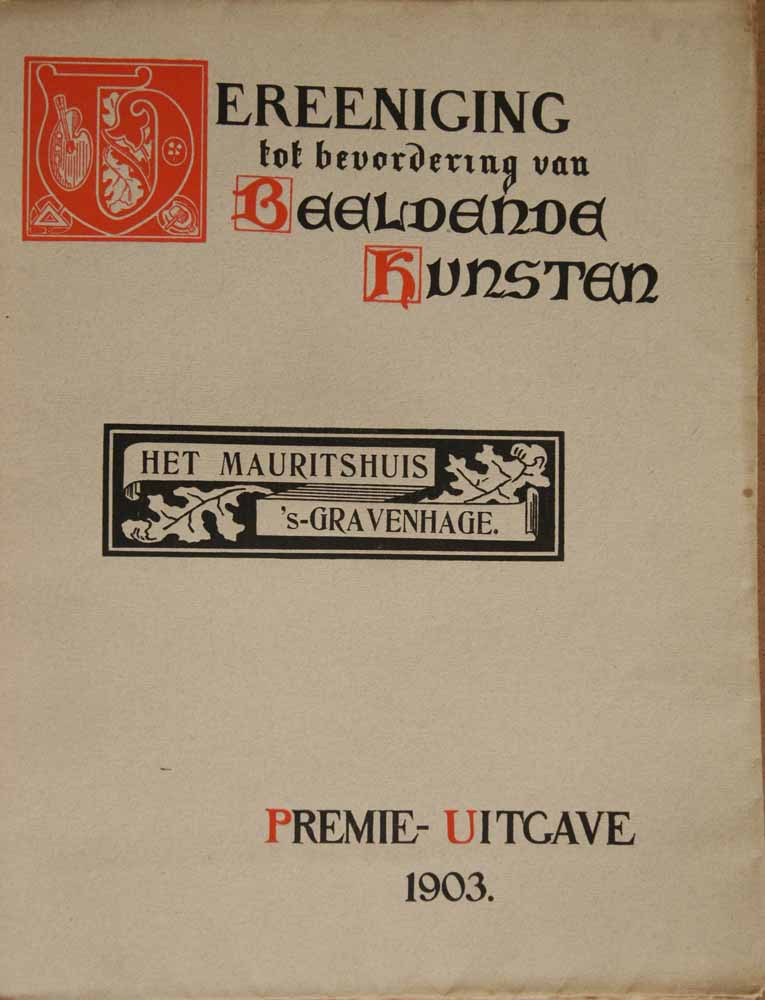 VEREENIGING
tot bevordering van
BEELDENDE
KUNSTEN
HET MAURITSHUIS
's-GRAVENHAGE.
PREMIE- UITGAVE
1903.